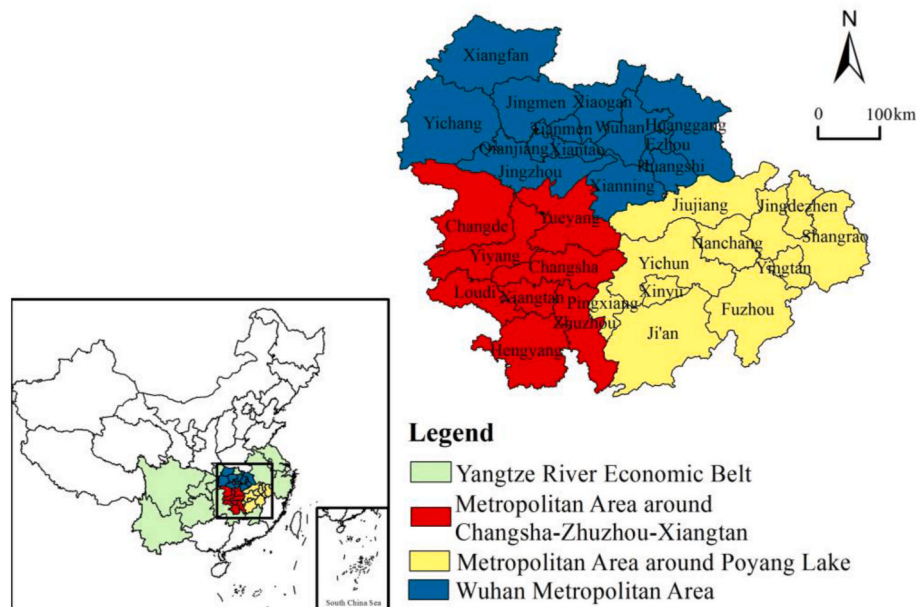 N
Xiangfan
0 100km
Jingmen
Xiaogan
Yichang
Tianmen
Wuhan
Huanggang
Ezhou
Qianjiang
Xiantao
Huangshi
Jingzhou
Xianning
Jiujiang
Jingdezhen
Changde
Yueyang
Nanchang
Shangrao
Yiyang
Changsha
Yichun
Yingtan
Loudi
Xiangtan
Pingxiang
Xinyu
Fuzhou
Zhuzhou
Ji'an
Hengyang
Legend
Yangtze River Economic Belt
Metropolitan Area around
Changsha-Zhuzhou-Xiangtan
Metropolitan Area around Poyang Lake
Wuhan Metropolitan Area
South China Sea